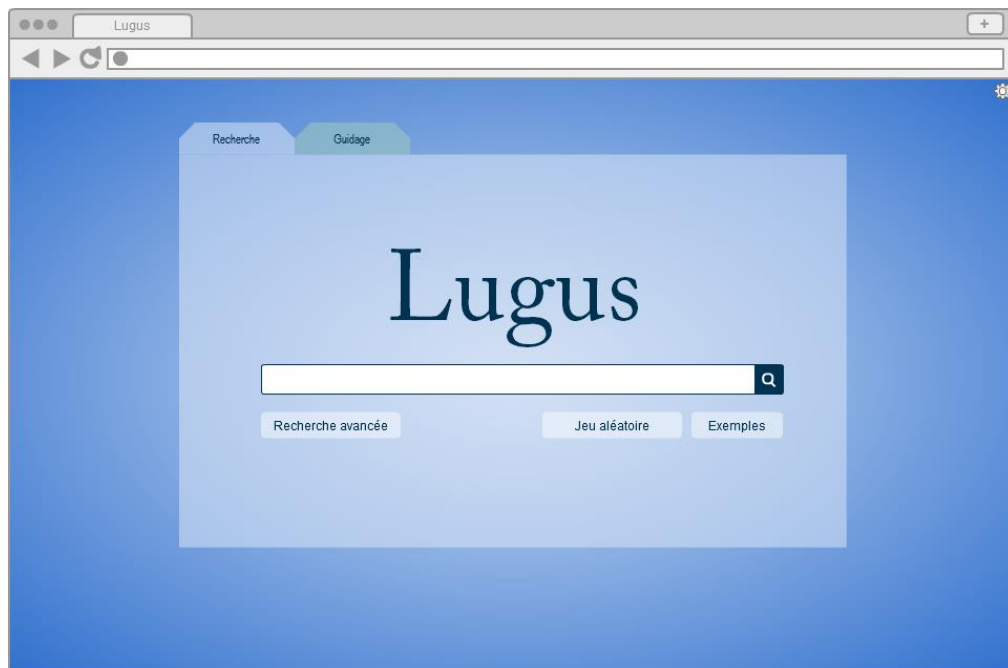 Lugus
+
Recherche
Guidage
Lugus
Recherche avancée
Jeu aléatoire
Exemples